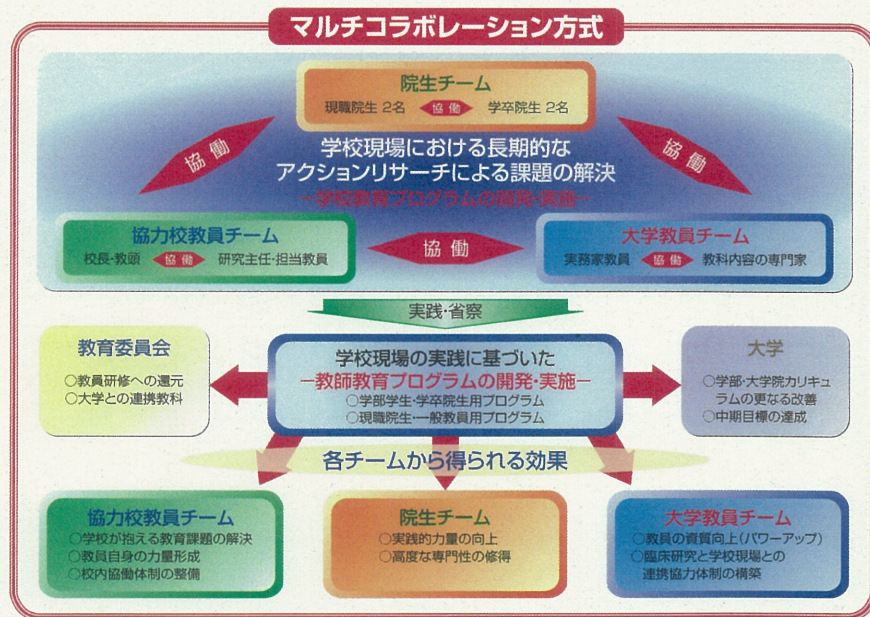 マルチコラボレーション方式
院生チーム
現職院生 2名 協働 学卒院生 2名
協働
協働
学校現場における長期的な
アクションリサーチによる課題の解決
−学校教育プログラムの開発・実施−
協力校教員チーム
校長・教頭 協働 研究主任・担当教員
協働
大学教員チーム
実務家教員 協働 教科内容の専門家
実践・省察
教育委員会
○教員研修への還元
○大学との連携教科
学校現場の実践に基づいた
−教師教育プログラムの開発・実施−
○学部学生・学卒院生用プログラム
○現職院生・一般教員用プログラム
大学
○学部・大学院カリキュ
ラムの更なる改善
○中期目標の達成
各チームから得られる効果
協力校教員チーム
○学校が抱える教育課題の解決
○教員自身の力量形成
○校内協働体制の整備
院生チーム
○実践的力量の向上
○高度な専門性の修得
大学教員チーム
○教員の資質向上(パワーアップ)
○臨床研究と学校現場との
連携協力体制の構築